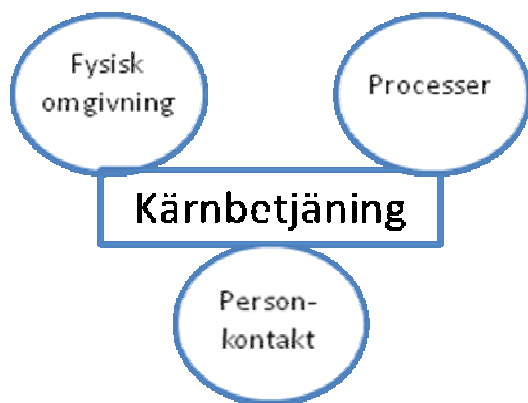 Fysisk
omgivning
Processer
Kärnbetjäning
Person-
kontakt